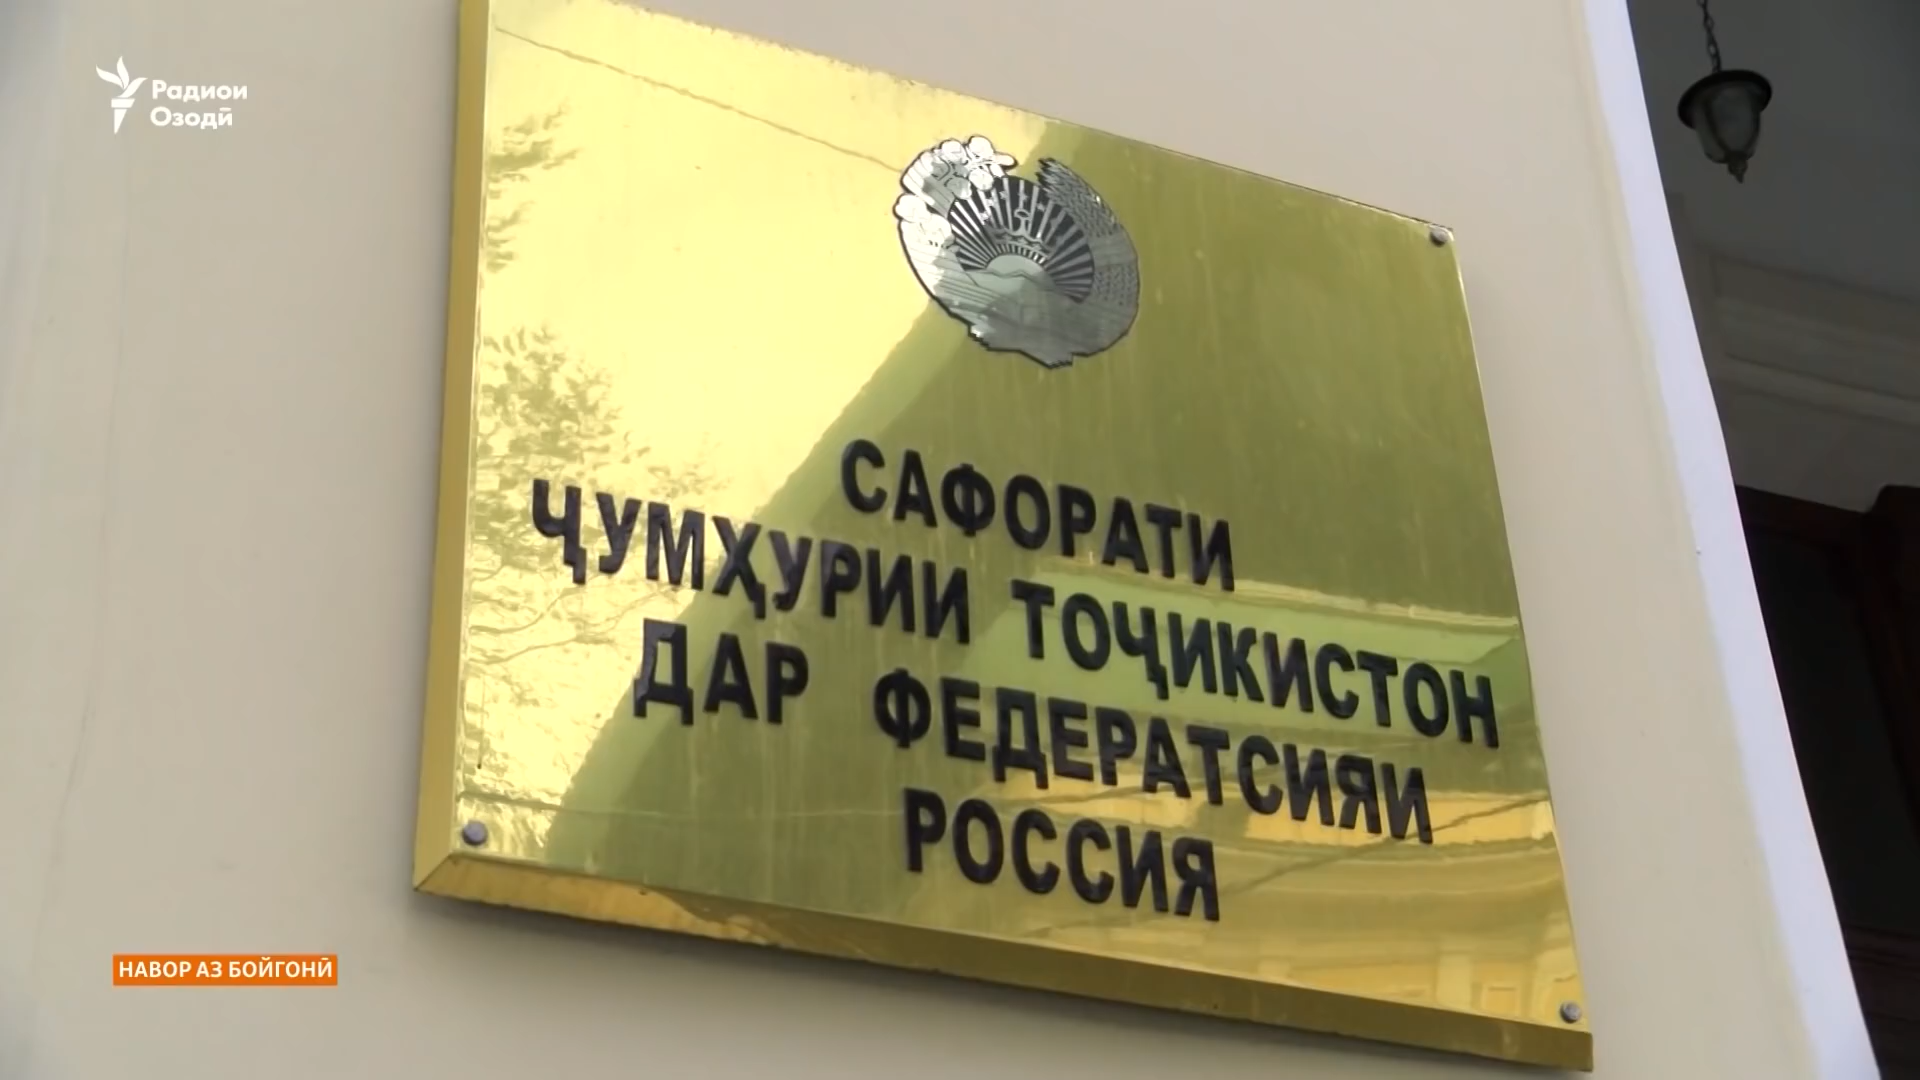 Радиои
Озодӣ
САФОРАТИ
ҶУМҲУРИИ ТОҶИКИСТОН
ДАР ФЕДЕРАТСИЯИ
РОССИЯ
НАВОР АЗ БОЙГОНӢ